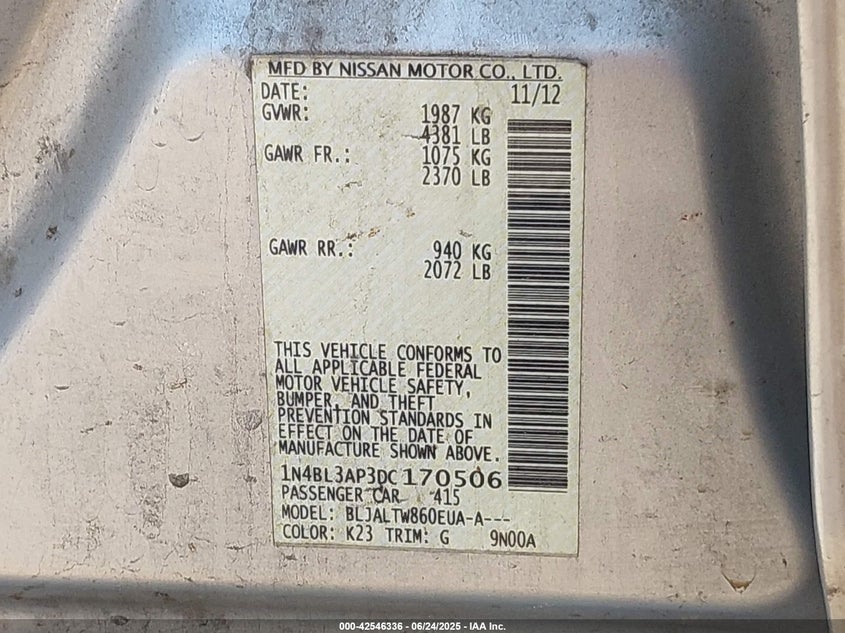 MFD BY NISSAN MOTOR CO., LTD.
DATE: 11/12
GVWR: 1987 KG
4381 LB
GAWR FR.: 1075 KG
2370 LB
GAWR RR.: 940 KG
2072 LB
THIS VEHICLE CONFORMS TO
ALL APPLICABLE FEDERAL
MOTOR VEHICLE SAFETY,
BUMPER, AND THEFT
PREVENTION STANDARDS IN
EFFECT ON THE DATE OF
MANUFACTURE SHOWN ABOVE.
1N4BL3AP3DC170506
PASSENGER CAR 415
MODEL: BLJALTW860EUA-A---
COLOR: K23 TRIM: G 9N00A
000-42546336 - 06/24/2025 - IAA Inc.